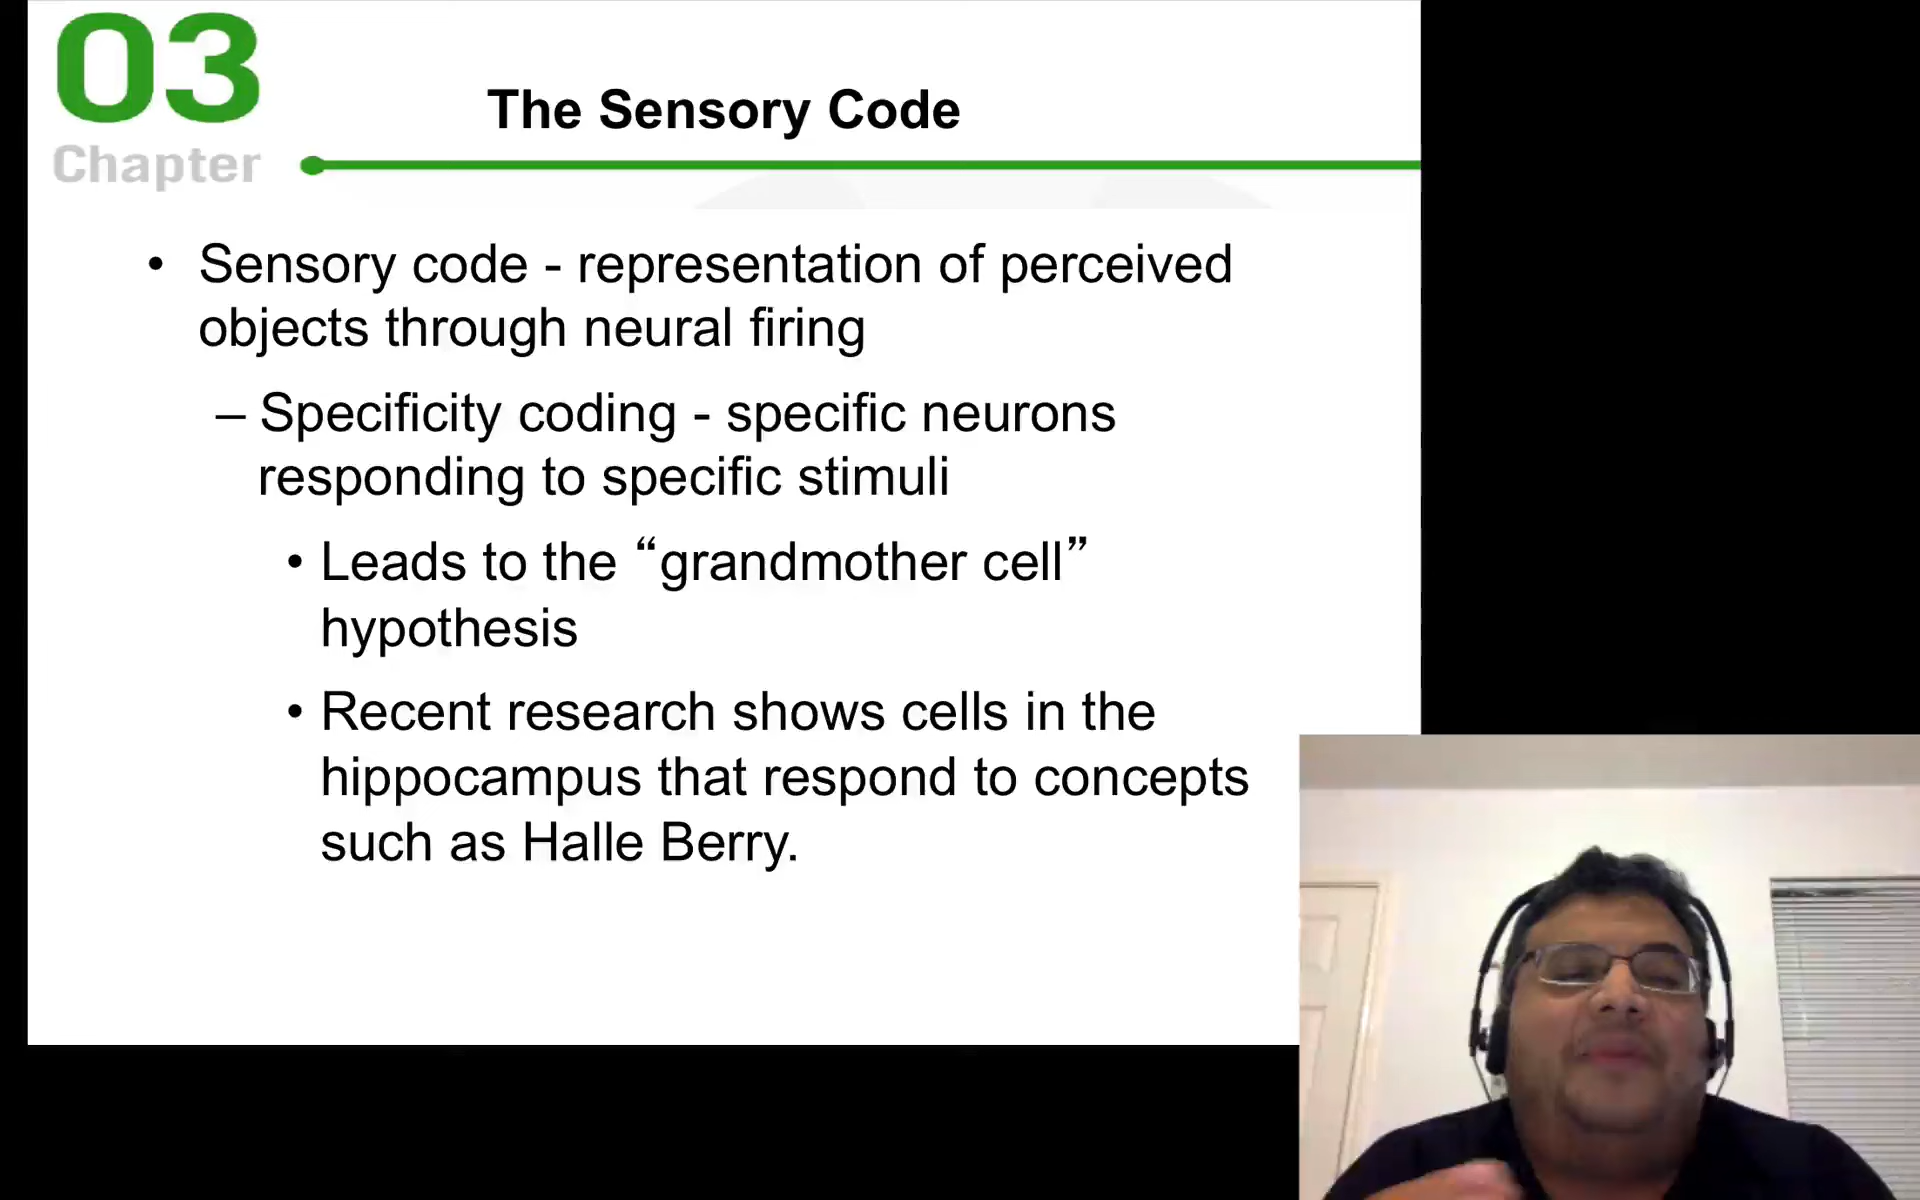 03
Chapter
The Sensory Code
• Sensory code - representation of perceived
objects through neural firing
– Specificity coding - specific neurons
responding to specific stimuli
• Leads to the “grandmother cell”
hypothesis
• Recent research shows cells in the
hippocampus that respond to concepts
such as Halle Berry.